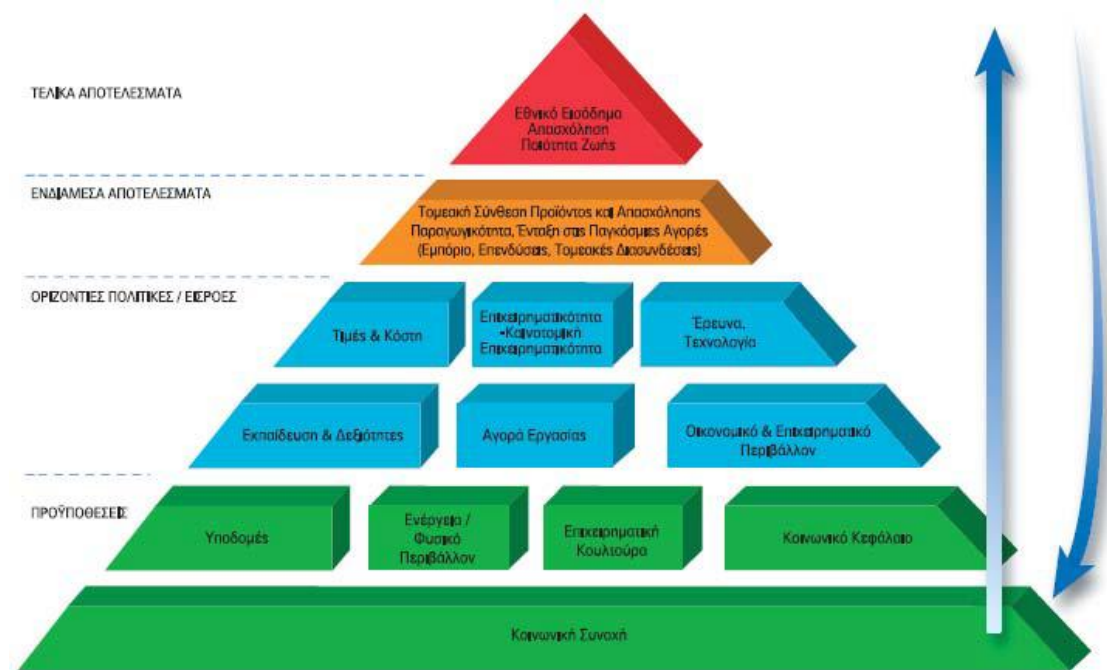 ΤΕΛΙΚΑ ΑΠΟΤΕΛΕΣΜΑΤΑ
Εθνικό Εισόδημα
Απασχόληση
Ποιότητα Ζωής
ΕΝΔΙΑΜΕΣΑ ΑΠΟΤΕΛΕΣΜΑΤΑ
Τομεακή Σύνθεση Προϊόντος και Απασχόλησης
Παραγωγικότητα, Ένταξη στις Παγκόσμιες Αγορές
(Εμπόριο, Επενδύσεις, Τομεακές Διασυνδέσεις)
ΟΡΙΖΟΝΤΙΕΣ ΠΟΛΙΤΙΚΕΣ / ΕΙΣΡΟΕΣ
Τιμές & Κόστη
Επιχειρηματικότητα
-Καινοτομική
Επιχειρηματικότητα
Έρευνα,
Τεχνολογία
Εκπαίδευση & Δεξιότητες
Αγορά Εργασίας
Οικονομικό & Επιχειρηματικό
Περιβάλλον
ΠΡΟΫΠΟΘΕΣΕΙΣ
Υποδομές
Ενέργεια /
Φυσικό
Περιβάλλον
Επιχειρηματική
Κουλτούρα
Κοινωνικό Κεφάλαιο
Κοινωνική Συνοχή